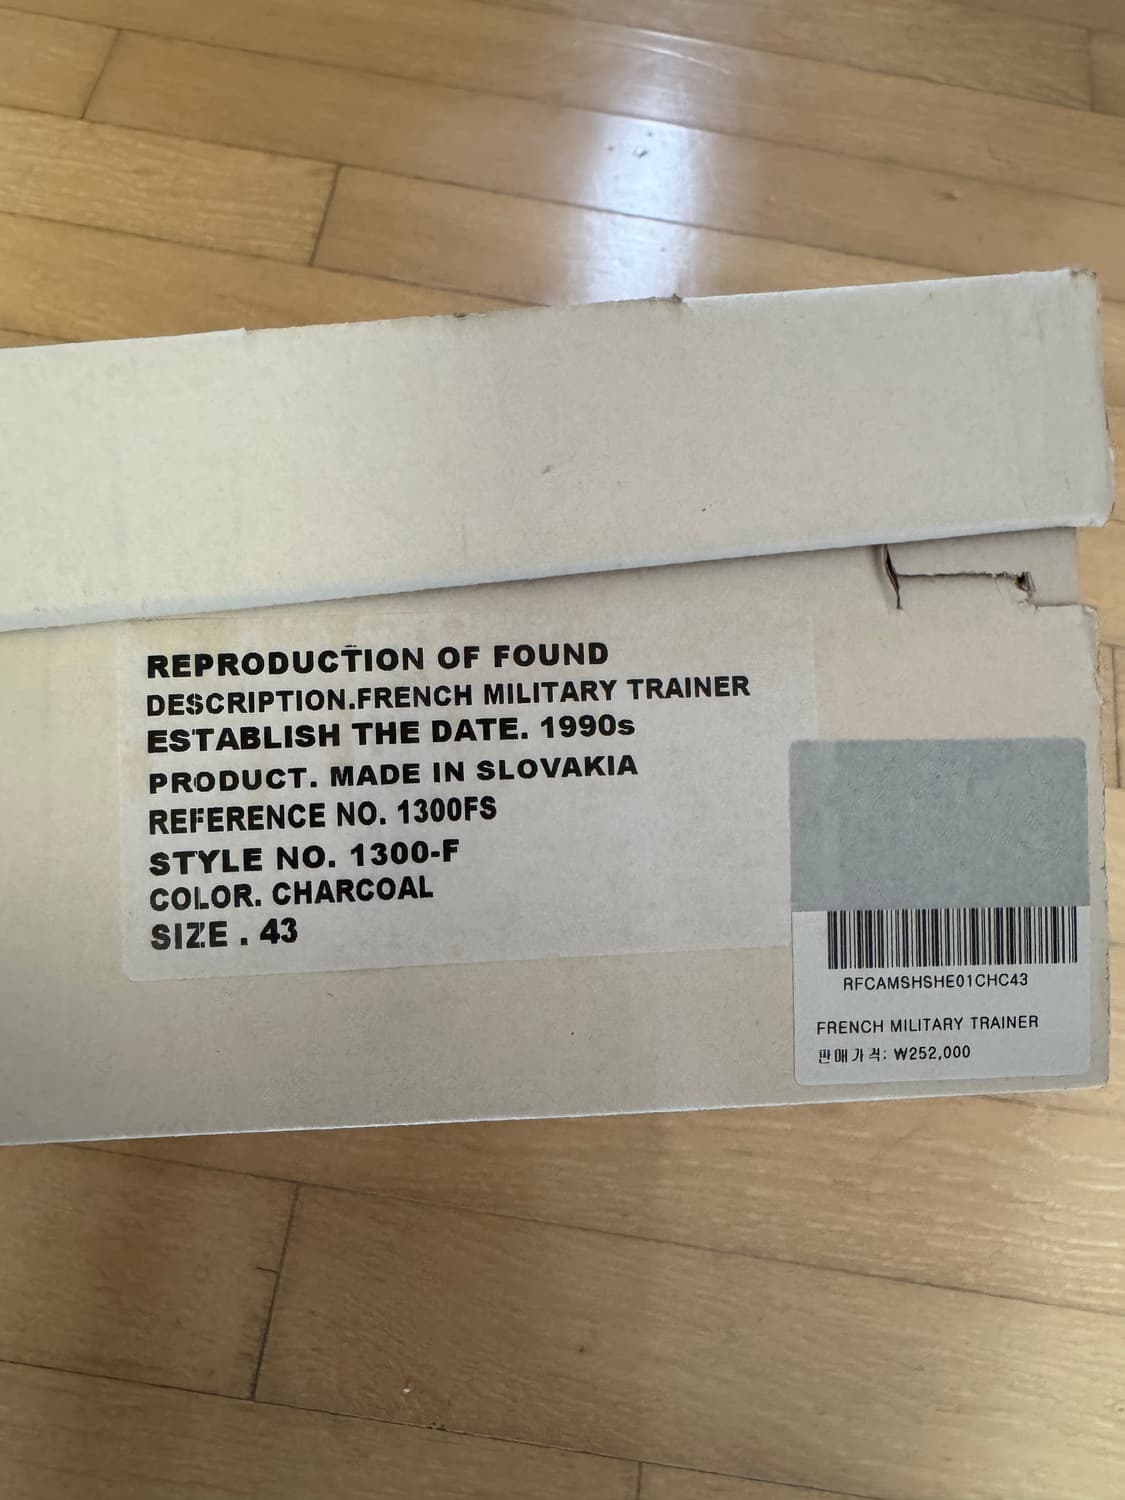 REPRODUCTION OF FOUND
DESCRIPTION.FRENCH MILITARY TRAINER
ESTABLISH THE DATE. 1990s
PRODUCT. MADE IN SLOVAKIA
REFERENCE NO. 1300FS
STYLE NO. 1300-F
COLOR. CHARCOAL
SIZE . 43
RFCAMSHSHE01CHC43
FRENCH MILITARY TRAINER
판매가격: ₩252,000